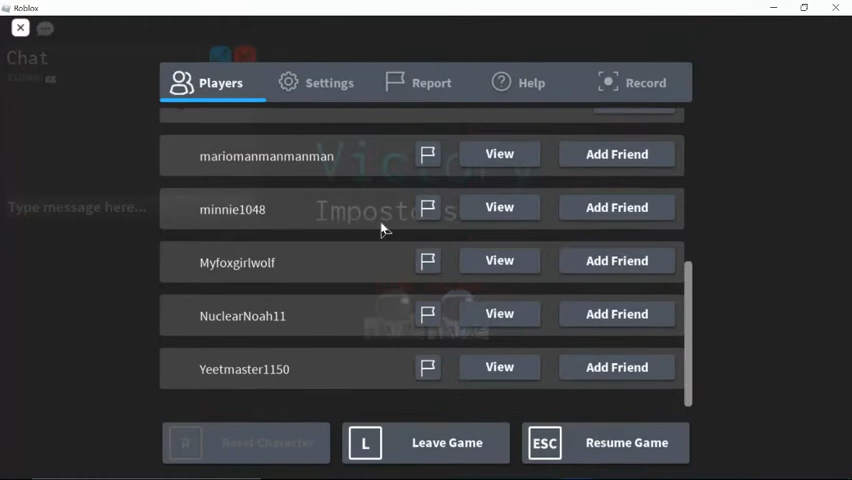 Roblox
Chat
Type message here...
Players
Settings
Report
Help
Record
mariomanmanmanman
View
Add Friend
Victory
minnie1048
View
Add Friend
Impostors
Myfoxgirlwolf
View
Add Friend
NuclearNoah11
View
Add Friend
Yeetmaster1150
View
Add Friend
R
Reset Character
L
Leave Game
ESC
Resume Game